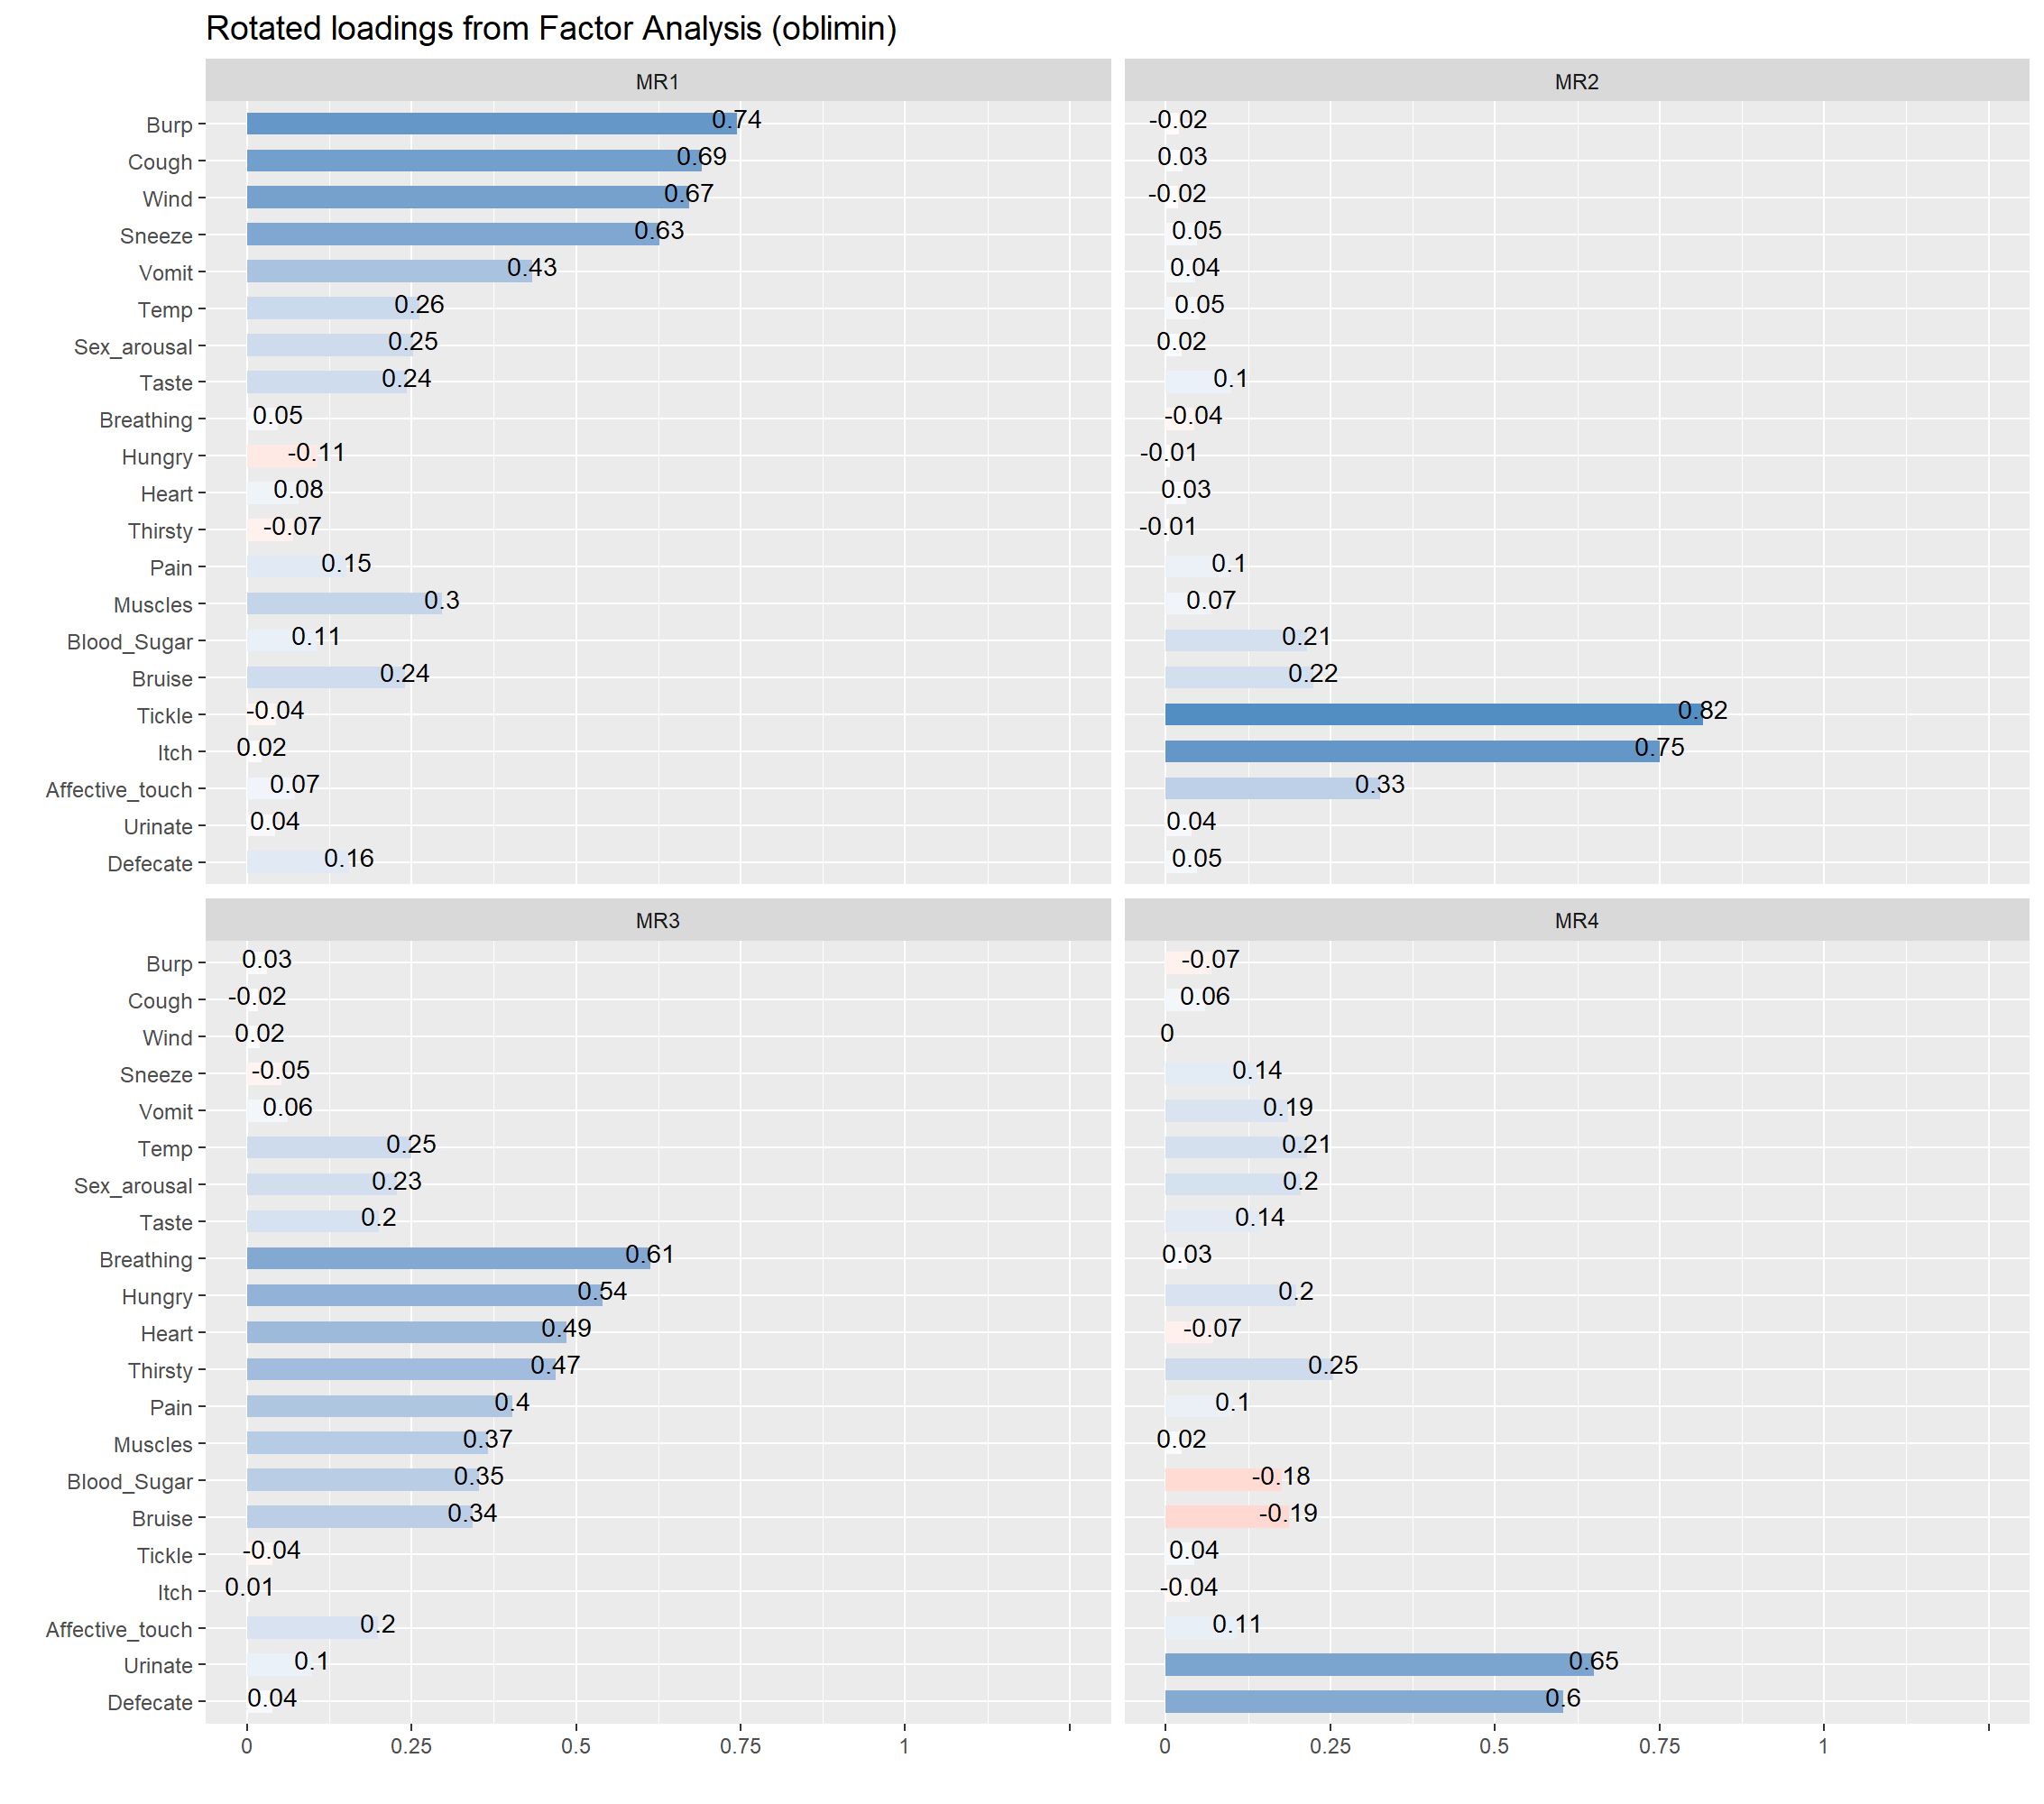 Rotated loadings from Factor Analysis (oblimin)
MR1
MR2
Burp 0.74 -0.02
Cough 0.69 0.03
Wind 0.67 -0.02
Sneeze 0.63 0.05
Vomit 0.43 0.04
Temp 0.26 0.05
Sex_arousal 0.25 0.02
Taste 0.24 0.1
Breathing 0.05 -0.04
Hungry -0.11 -0.01
Heart 0.08 0.03
Thirsty -0.07 -0.01
Pain 0.15 0.1
Muscles 0.3 0.07
Blood_Sugar 0.11 0.21
Bruise 0.24 0.22
Tickle -0.04 0.82
Itch 0.02 0.75
Affective_touch 0.07 0.33
Urinate 0.04 0.04
Defecate 0.16 0.05
MR3
MR4
Burp 0.03 -0.07
Cough -0.02 0.06
Wind 0.02 0
Sneeze -0.05 0.14
Vomit 0.06 0.19
Temp 0.25 0.21
Sex_arousal 0.23 0.2
Taste 0.2 0.14
Breathing 0.61 0.03
Hungry 0.54 0.2
Heart 0.49 -0.07
Thirsty 0.47 0.25
Pain 0.4 0.1
Muscles 0.37 0.02
Blood_Sugar 0.35 -0.18
Bruise 0.34 -0.19
Tickle -0.04 0.04
Itch 0.01 -0.04
Affective_touch 0.2 0.11
Urinate 0.1 0.65
Defecate 0.04 0.6
0 0.25 0.5 0.75 1
0 0.25 0.5 0.75 1